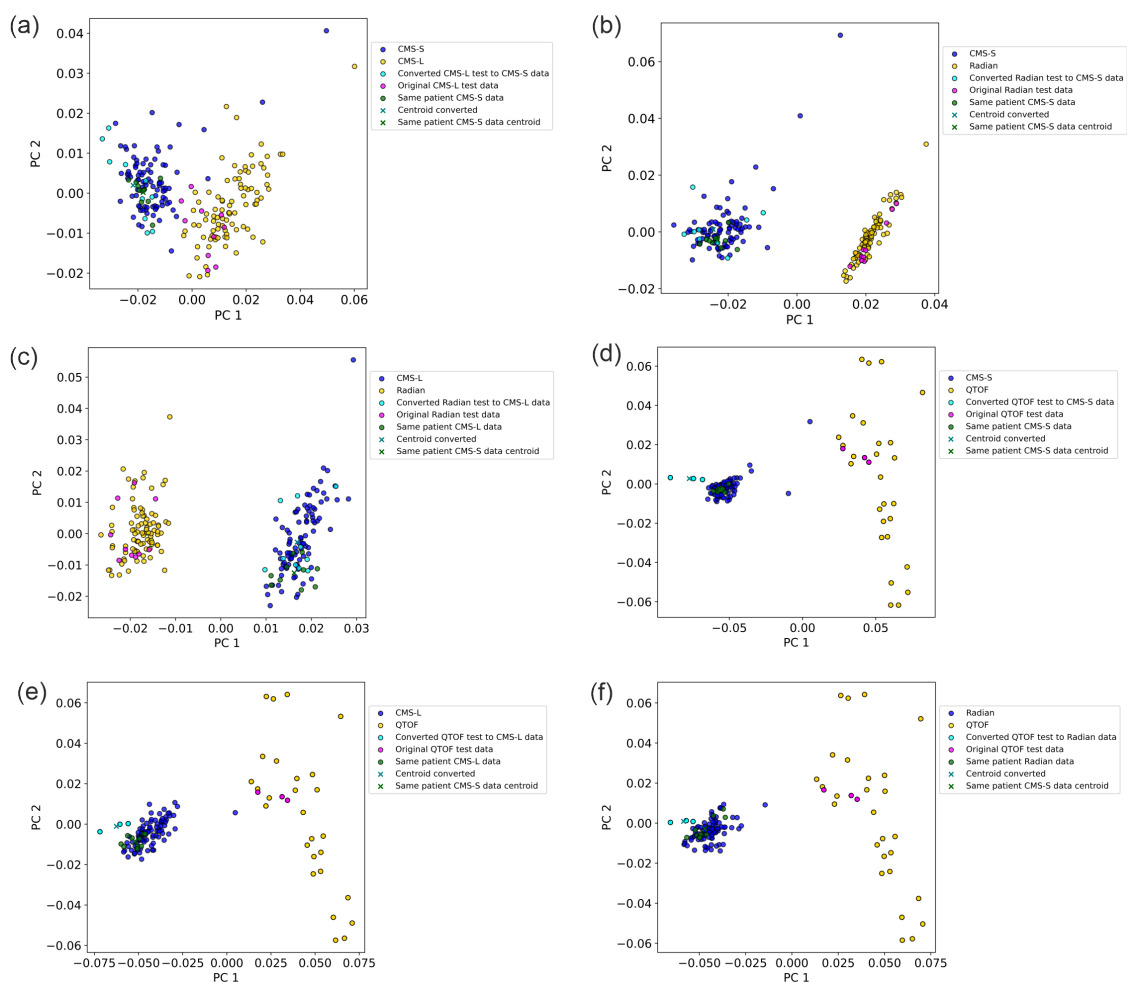 (a)
0.04
0.03
0.02
0.01
0.00
−0.01
−0.02
PC 2
−0.02
0.00
0.02
0.04
0.06
PC 1
CMS-S
CMS-L
Converted CMS-L test to CMS-S data
Original CMS-L test data
Same patient CMS-S data
Centroid converted
Same patient CMS-S data centroid
(b)
0.06
0.04
0.02
0.00
−0.02
PC 2
−0.02
0.00
0.02
0.04
PC 1
CMS-S
Radian
Converted Radian test to CMS-S data
Original Radian test data
Same patient CMS-S data
Centroid converted
Same patient CMS-S data centroid
(c)
0.05
0.04
0.03
0.02
0.01
0.00
−0.01
−0.02
PC 2
−0.02
−0.01
0.00
0.01
0.02
0.03
PC 1
CMS-L
Radian
Converted Radian test to CMS-L data
Original Radian test data
Same patient CMS-L data
Centroid converted
Same patient CMS-S data centroid
(d)
0.06
0.04
0.02
0.00
−0.02
−0.04
−0.06
PC 2
−0.05
0.00
0.05
PC 1
CMS-S
QTOF
Converted QTOF test to CMS-S data
Original QTOF test data
Same patient CMS-S data
Centroid converted
Same patient CMS-S data centroid
(e)
0.06
0.04
0.02
0.00
−0.02
−0.04
−0.06
PC 2
−0.075
−0.050
−0.025
0.000
0.025
0.050
0.075
PC 1
CMS-L
QTOF
Converted QTOF test to CMS-L data
Original QTOF test data
Same patient CMS-L data
Centroid converted
Same patient CMS-S data centroid
(f)
0.06
0.04
0.02
0.00
−0.02
−0.04
−0.06
PC 2
−0.050
−0.025
0.000
0.025
0.050
0.075
PC 1
Radian
QTOF
Converted QTOF test to Radian data
Original QTOF test data
Same patient Radian data
Centroid converted
Same patient CMS-S data centroid